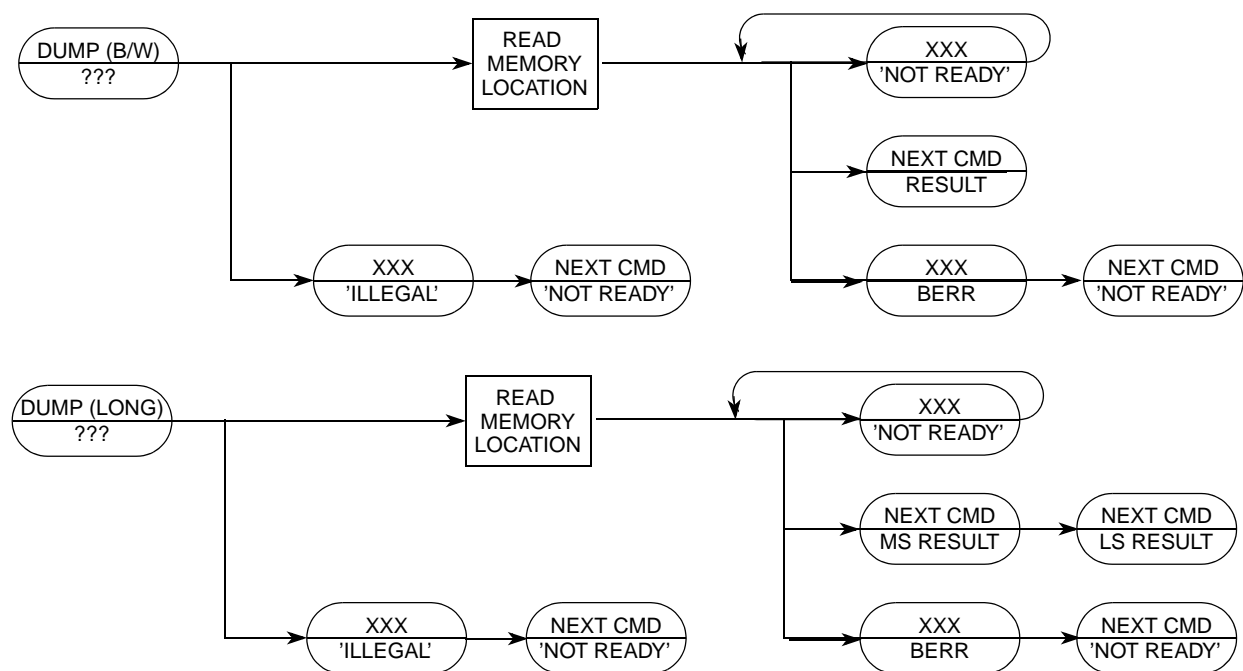 DUMP (B/W)
???
READ
MEMORY
LOCATION
XXX
'NOT READY'
NEXT CMD
RESULT
XXX
'ILLEGAL'
NEXT CMD
'NOT READY'
XXX
BERR
NEXT CMD
'NOT READY'
DUMP (LONG)
???
READ
MEMORY
LOCATION
XXX
'NOT READY'
NEXT CMD
MS RESULT
NEXT CMD
LS RESULT
XXX
'ILLEGAL'
NEXT CMD
'NOT READY'
XXX
BERR
NEXT CMD
'NOT READY'